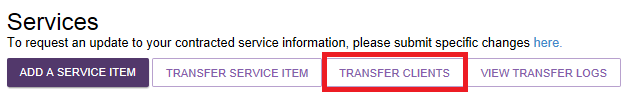 Services
To request an update to your contracted service information, please submit specific changes here.
ADD A SERVICE ITEM TRANSFER SERVICE ITEM TRANSFER CLIENTS VIEW TRANSFER LOGS